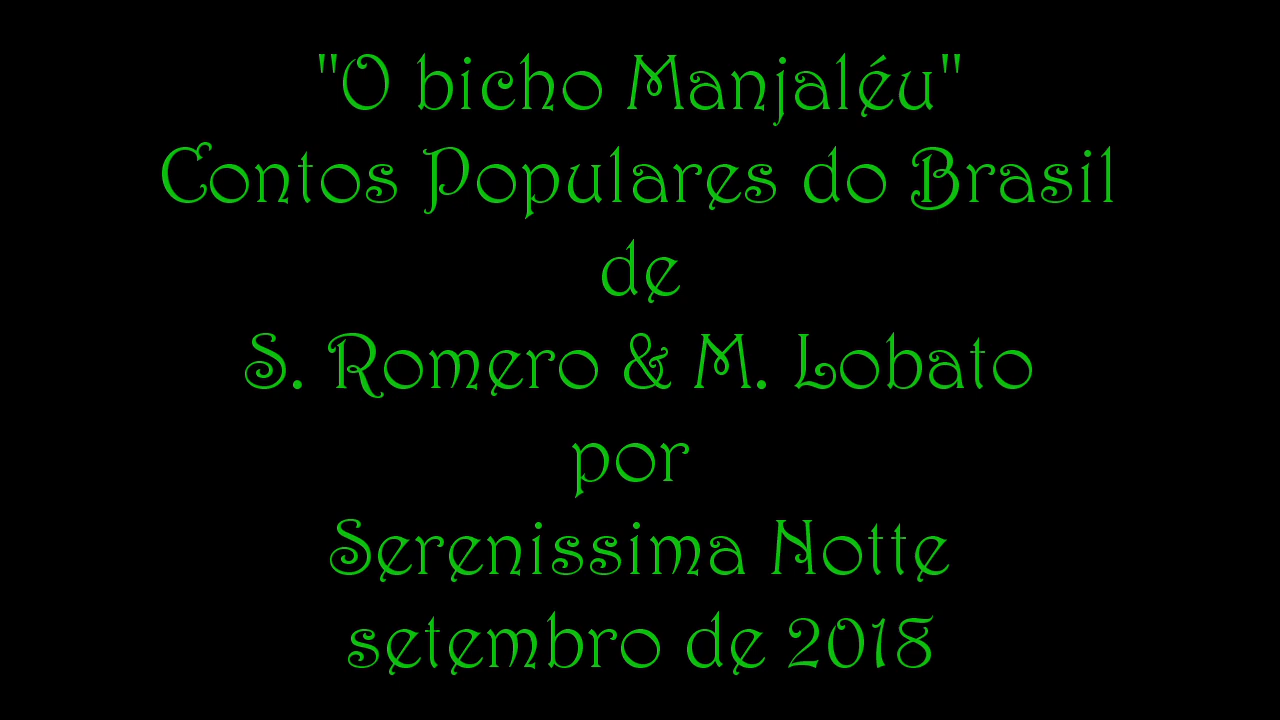 "O bicho Manjaléu"
Contos Populares do Brasil
de
S. Romero & M. Lobato
por
Serenissima Notte
setembro de 2018